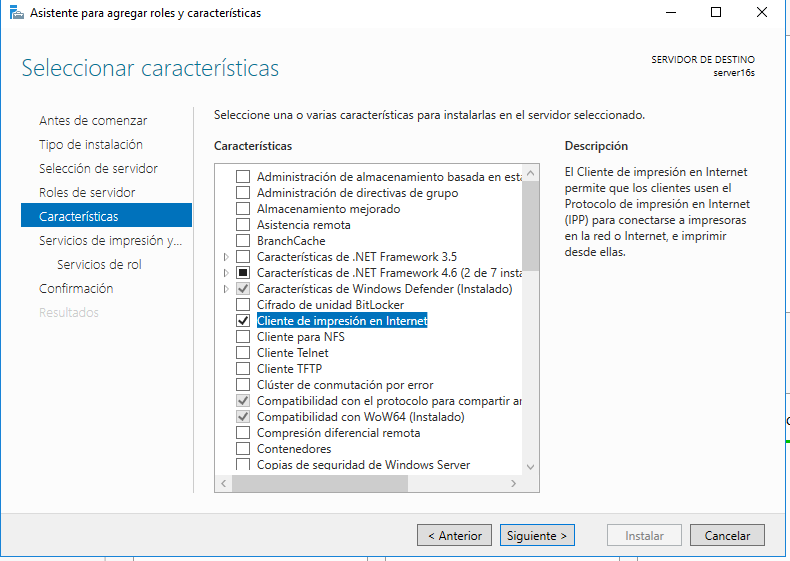 Asistente para agregar roles y características
Seleccionar características
SERVIDOR DE DESTINO
server16s
Antes de comenzar
Tipo de instalación
Selección de servidor
Roles de servidor
Características
Servicios de impresión y...
Servicios de rol
Confirmación
Resultados
Seleccione una o varias características para instalarlas en el servidor seleccionado.
Características
Administración de almacenamiento basada en está
Administración de directivas de grupo
Almacenamiento mejorado
Asistencia remota
BranchCache
Características de .NET Framework 3.5
Características de .NET Framework 4.6 (2 de 7 insta
Características de Windows Defender (Instalado)
Cifrado de unidad BitLocker
Cliente de impresión en Internet
Cliente para NFS
Cliente Telnet
Cliente TFTP
Clúster de conmutación por error
Compatibilidad con el protocolo para compartir ar
Compatibilidad con WoW64 (Instalado)
Compresión diferencial remota
Contenedores
Copias de seguridad de Windows Server
Descripción
El Cliente de impresión en Internet
permite que los clientes usen el
Protocolo de impresión en Internet
(IPP) para conectarse a impresoras
en la red o Internet, e imprimir
desde ellas.
< Anterior
Siguiente >
Instalar
Cancelar